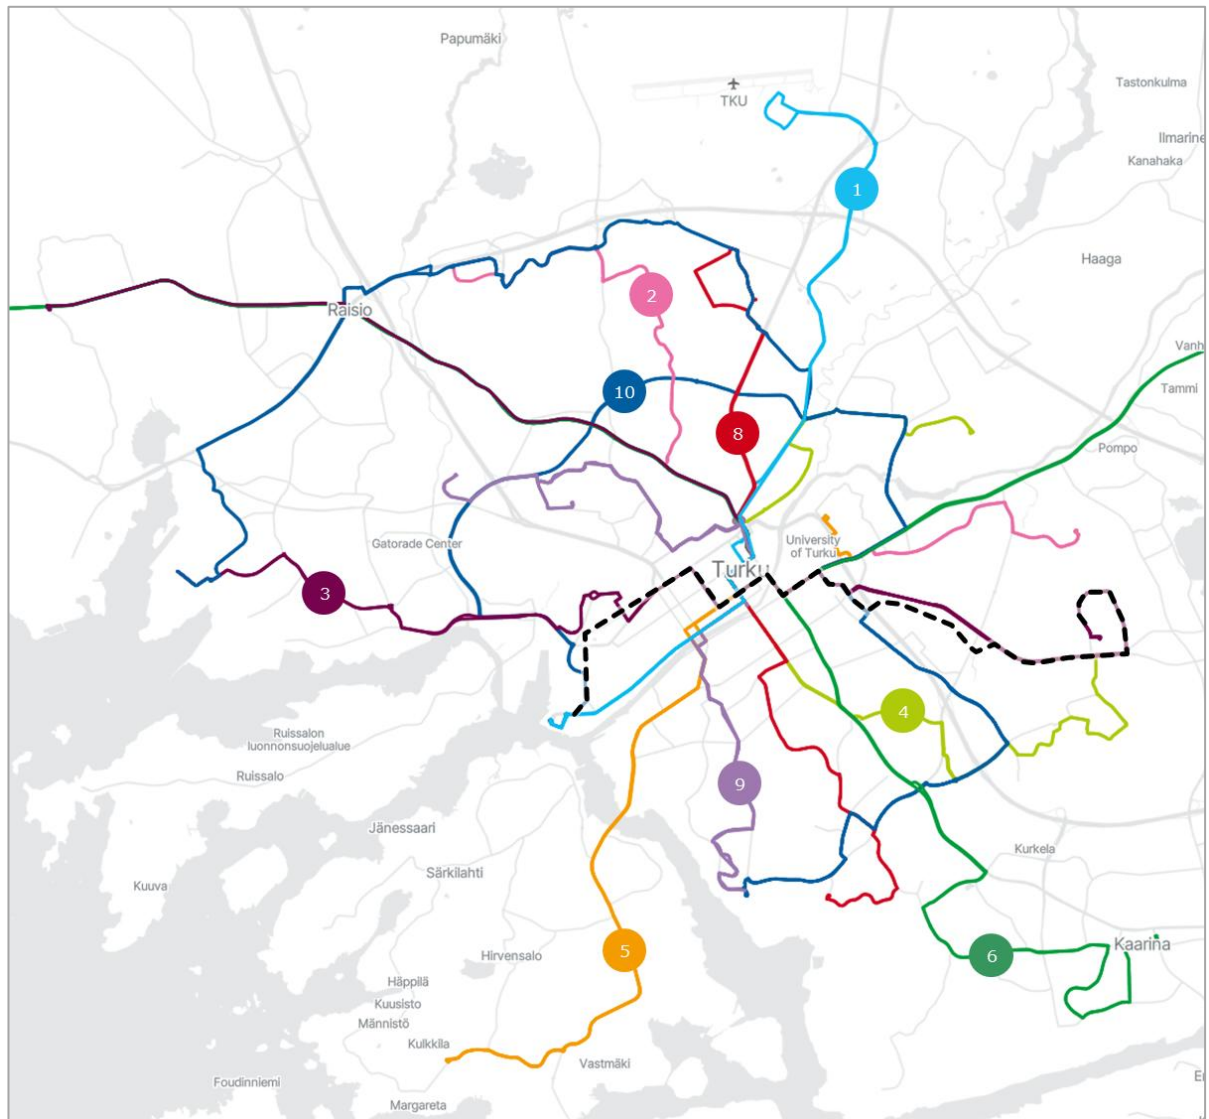 Papumäki
TKU
Tastonkulma
Ilmarine
Kanahaka
1
Haaga
2
Raisio
Vanh
Tammi
10
8
Pompo
Gatorade Center
University
of Turku
Turku
3
4
Ruissalon
luonnonsuojelualue
Ruissalo
9
Jänessaari
Kurkela
Särkilahti
Kuuva
Kaarina
5
6
Hirvensalo
Häppilä
Kuusisto
Männistö
Kulkkila
Vastmäki
Foudinniemi
Margareta